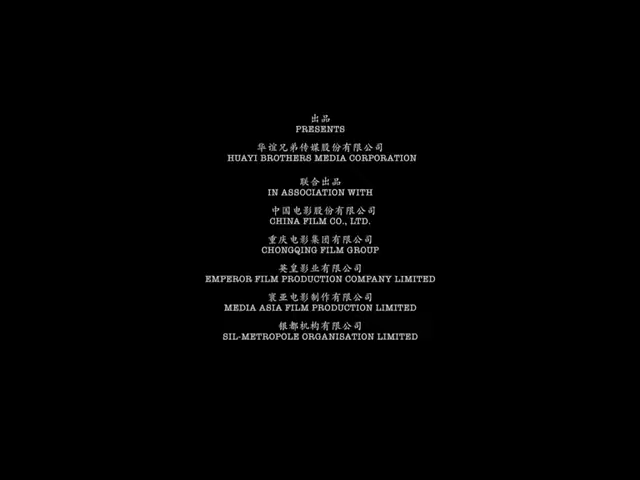 出品
PRESENTS
华谊兄弟传媒股份有限公司
HUAYI BROTHERS MEDIA CORPORATION
联合出品
IN ASSOCIATION WITH
中国电影股份有限公司
CHINA FILM CO., LTD.
重庆电影集团有限公司
CHONGQING FILM GROUP
英皇影业有限公司
EMPEROR FILM PRODUCTION COMPANY LIMITED
寰亚电影制作有限公司
MEDIA ASIA FILM PRODUCTION LIMITED
银都机构有限公司
SIL-METROPOLE ORGANISATION LIMITED